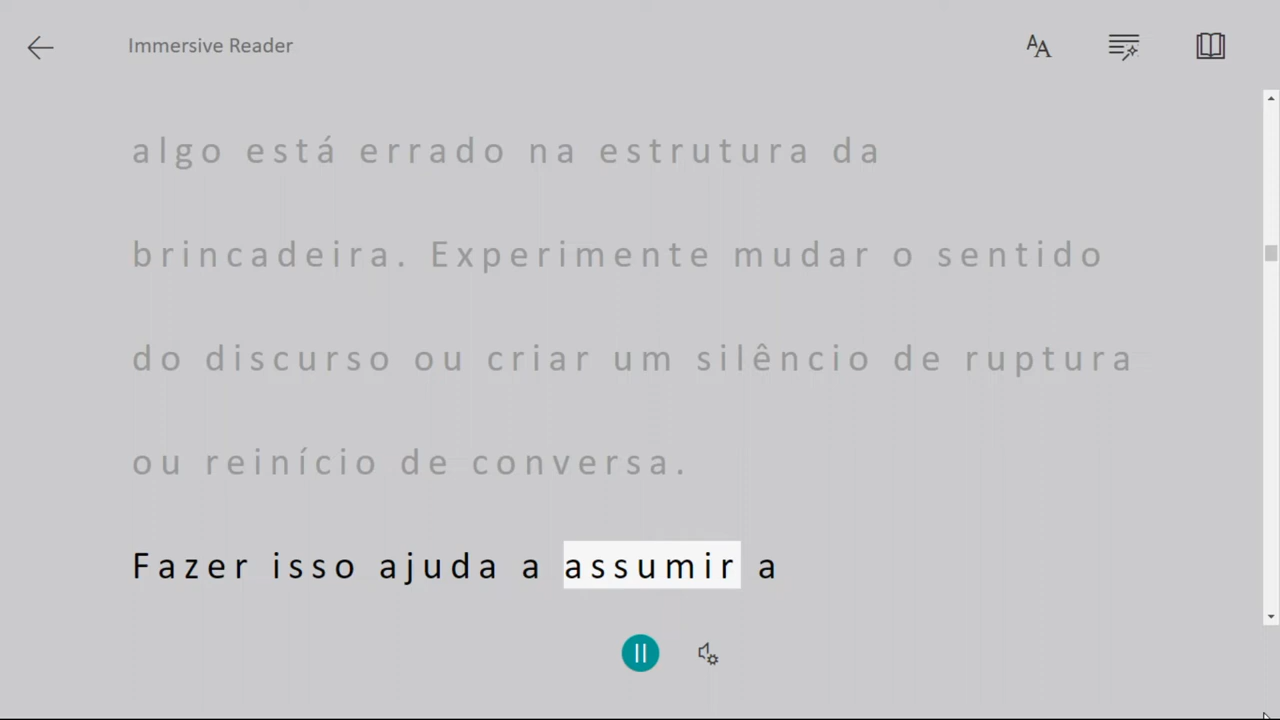 Immersive Reader
algo está errado na estrutura da
brincadeira. Experimente mudar o sentido
do discurso ou criar um silêncio de ruptura
ou reinício de conversa.
Fazer isso ajuda a assumir a